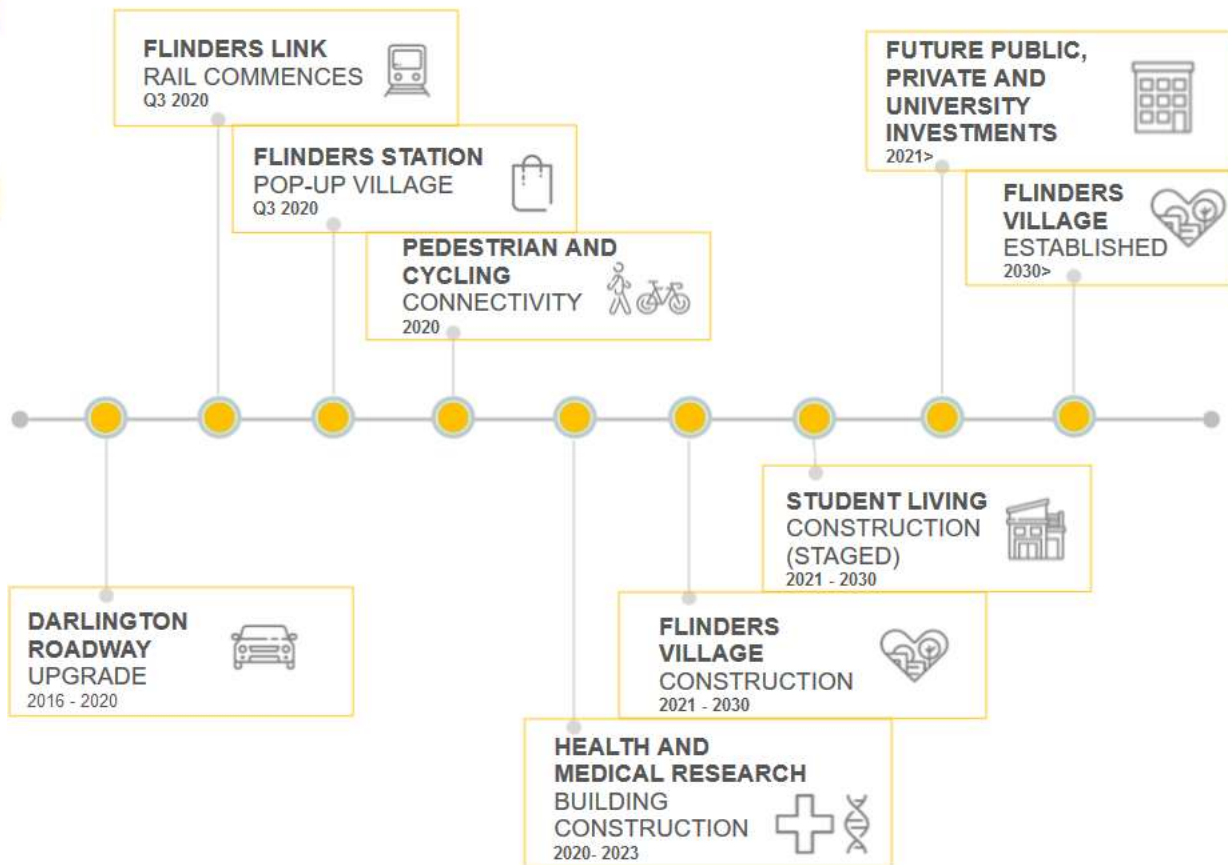 FLINDERS LINK
RAIL COMMENCES
Q3 2020
FLINDERS STATION
POP-UP VILLAGE
Q3 2020
PEDESTRIAN AND
CYCLING
CONNECTIVITY
2020
FUTURE PUBLIC,
PRIVATE AND
UNIVERSITY
INVESTMENTS
2021>
FLINDERS
VILLAGE
ESTABLISHED
2030>
DARLINGTON
ROADWAY
UPGRADE
2016 - 2020
HEALTH AND
MEDICAL RESEARCH
BUILDING
CONSTRUCTION
2020- 2023
FLINDERS
VILLAGE
CONSTRUCTION
2021 - 2030
STUDENT LIVING
CONSTRUCTION
(STAGED)
2021 - 2030